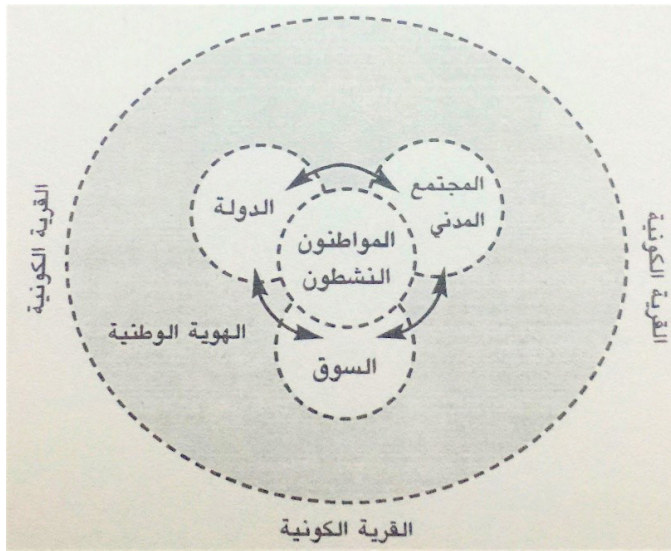 المجتمع
المدني
الدولة
المواطنون
النشطون
السوق
الهوية الوطنية
القرية الكونية
القرية الكونية
القرية الكونية